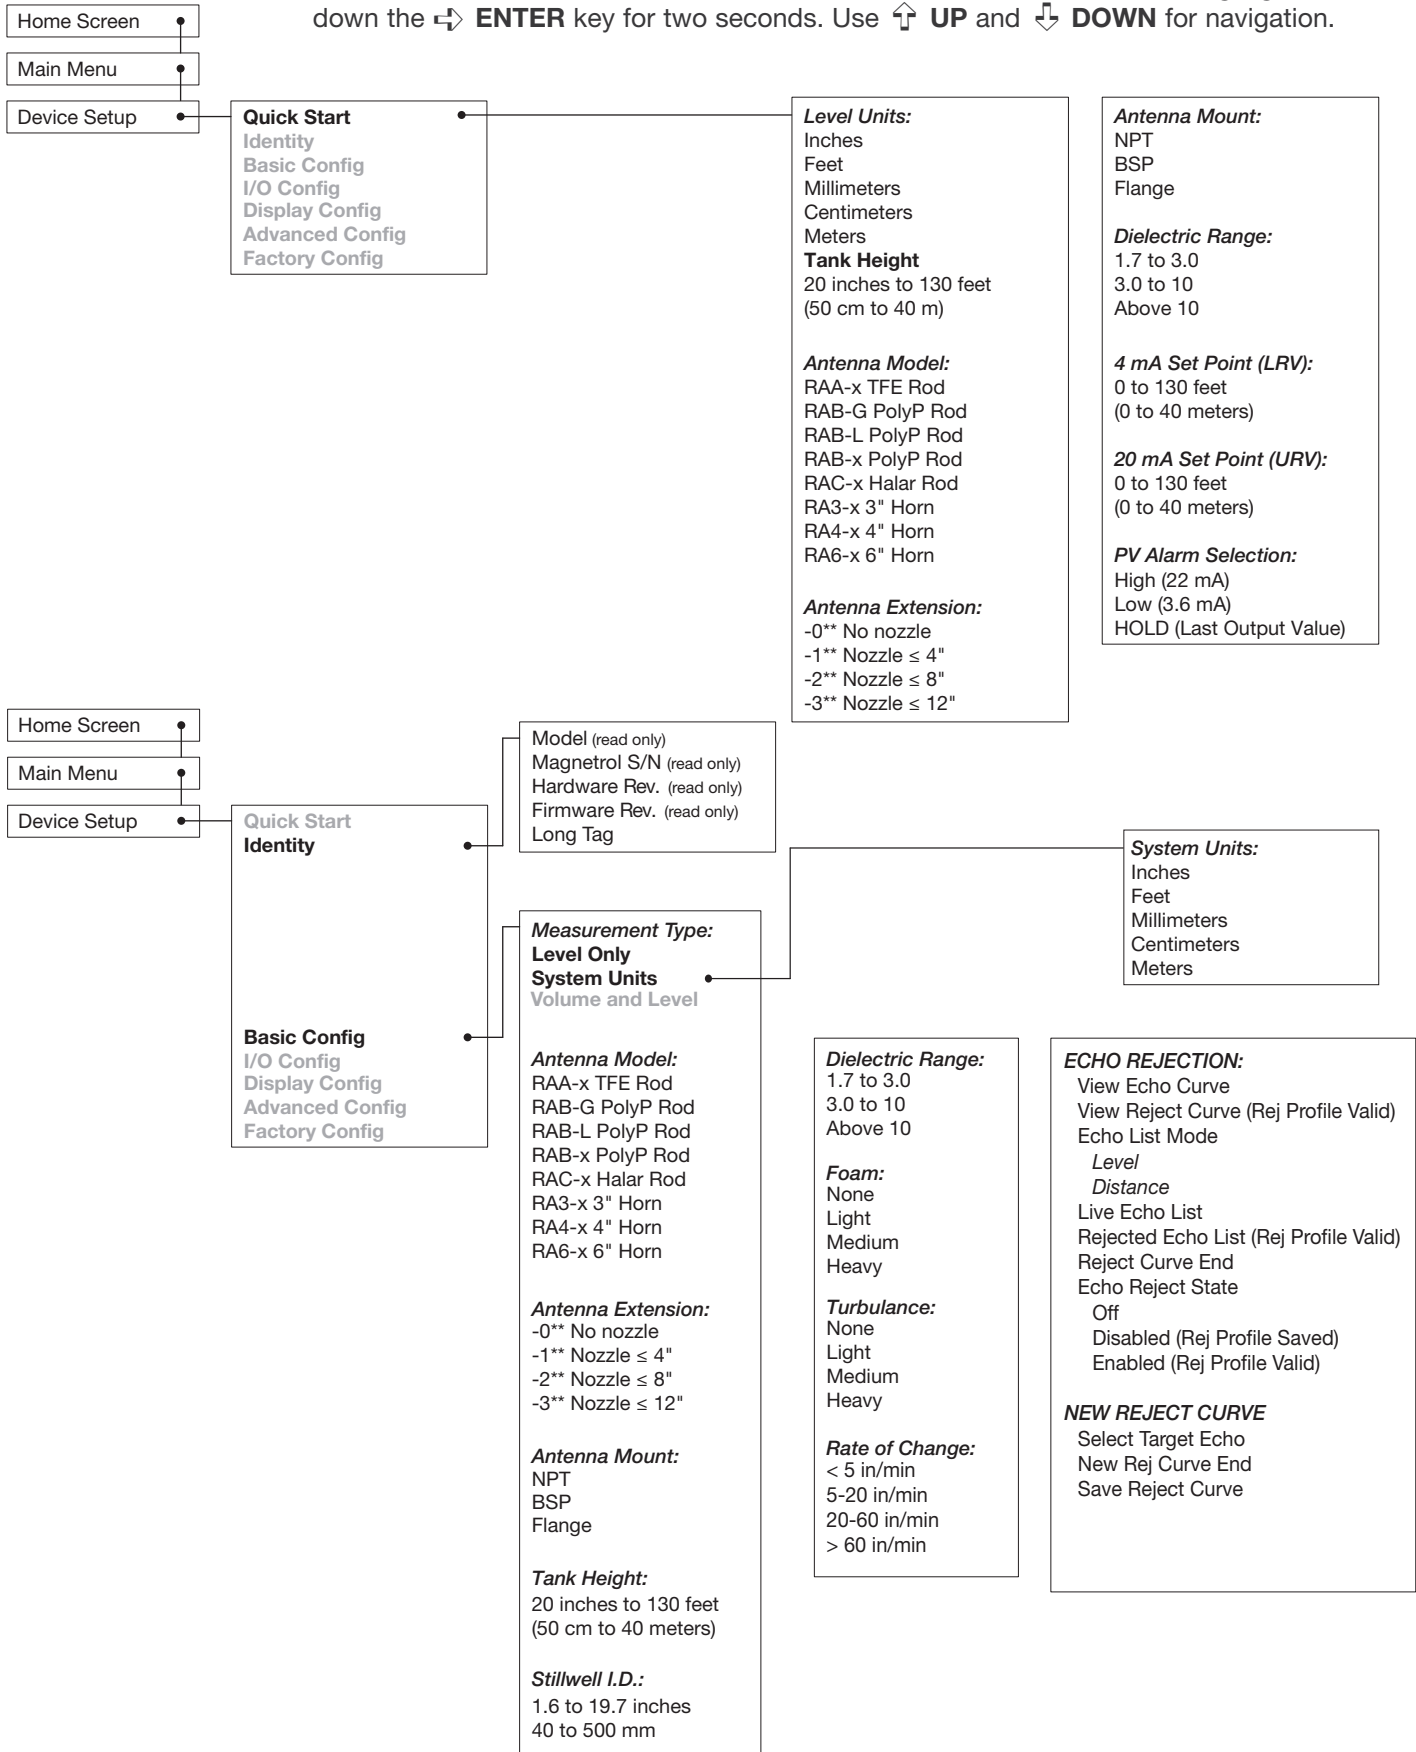 down the ENTER key for two seconds. Use UP and DOWN for navigation.
Home Screen
Main Menu
Device Setup
Quick Start
Identity
Basic Config
I/O Config
Display Config
Advanced Config
Factory Config
Level Units:
Inches
Feet
Millimeters
Centimeters
Meters
Tank Height
20 inches to 130 feet
(50 cm to 40 m)
Antenna Model:
RAA-x TFE Rod
RAB-G PolyP Rod
RAB-L PolyP Rod
RAB-x PolyP Rod
RAC-x Halar Rod
RA3-x 3" Horn
RA4-x 4" Horn
RA6-x 6" Horn
Antenna Extension:
-0** No nozzle
-1** Nozzle ≤ 4"
-2** Nozzle ≤ 8"
-3** Nozzle ≤ 12"
Antenna Mount:
NPT
BSP
Flange
Dielectric Range:
1.7 to 3.0
3.0 to 10
Above 10
4 mA Set Point (LRV):
0 to 130 feet
(0 to 40 meters)
20 mA Set Point (URV):
0 to 130 feet
(0 to 40 meters)
PV Alarm Selection:
High (22 mA)
Low (3.6 mA)
HOLD (Last Output Value)
Home Screen
Main Menu
Device Setup
Quick Start
Identity
Basic Config
I/O Config
Display Config
Advanced Config
Factory Config
Model (read only)
Magnetrol S/N (read only)
Hardware Rev. (read only)
Firmware Rev. (read only)
Long Tag
Measurement Type:
Level Only
System Units
Volume and Level
Antenna Model:
RAA-x TFE Rod
RAB-G PolyP Rod
RAB-L PolyP Rod
RAB-x PolyP Rod
RAC-x Halar Rod
RA3-x 3" Horn
RA4-x 4" Horn
RA6-x 6" Horn
Antenna Extension:
-0** No nozzle
-1** Nozzle ≤ 4"
-2** Nozzle ≤ 8"
-3** Nozzle ≤ 12"
Antenna Mount:
NPT
BSP
Flange
Tank Height:
20 inches to 130 feet
(50 cm to 40 meters)
Stillwell I.D.:
1.6 to 19.7 inches
40 to 500 mm
System Units:
Inches
Feet
Millimeters
Centimeters
Meters
Dielectric Range:
1.7 to 3.0
3.0 to 10
Above 10
Foam:
None
Light
Medium
Heavy
Turbulance:
None
Light
Medium
Heavy
Rate of Change:
< 5 in/min
5-20 in/min
20-60 in/min
> 60 in/min
ECHO REJECTION:
View Echo Curve
View Reject Curve (Rej Profile Valid)
Echo List Mode
Level
Distance
Live Echo List
Rejected Echo List (Rej Profile Valid)
Reject Curve End
Echo Reject State
Off
Disabled (Rej Profile Saved)
Enabled (Rej Profile Valid)
NEW REJECT CURVE
Select Target Echo
New Rej Curve End
Save Reject Curve